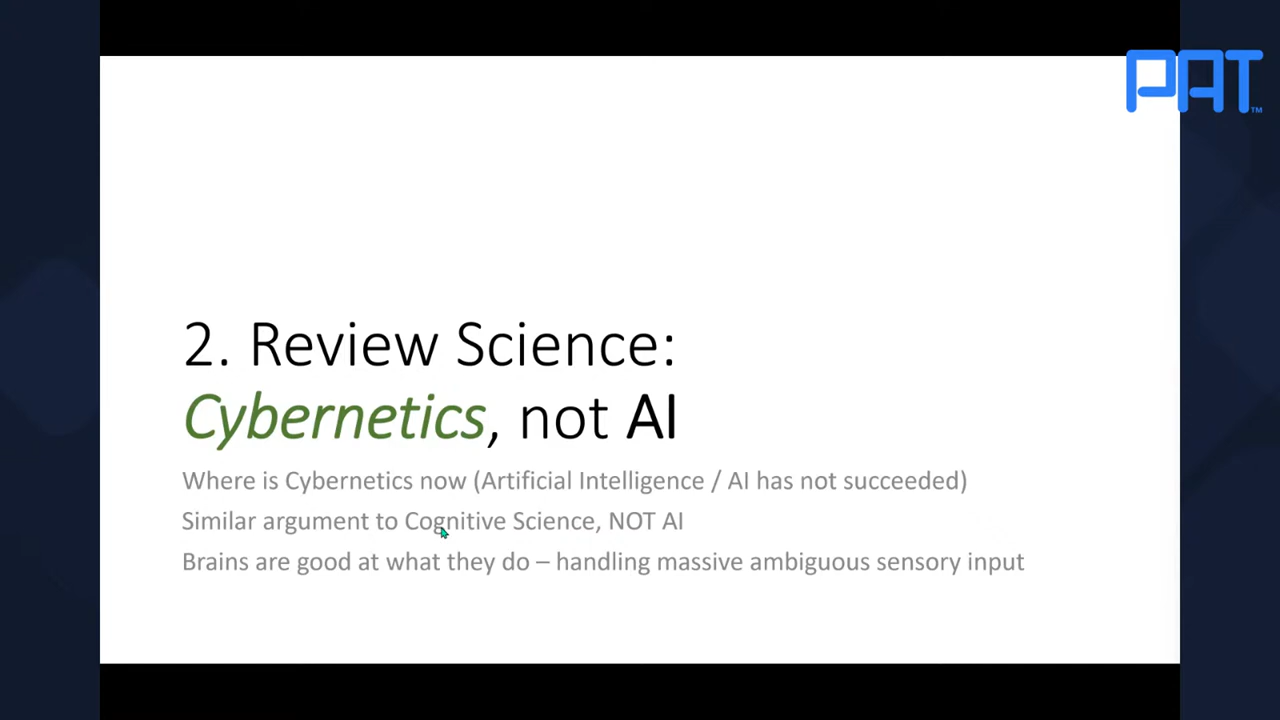 PAT™
2. Review Science:
Cybernetics, not AI
Where is Cybernetics now (Artificial Intelligence / AI has not succeeded)
Similar argument to Cognitive Science, NOT AI
Brains are good at what they do – handling massive ambiguous sensory input